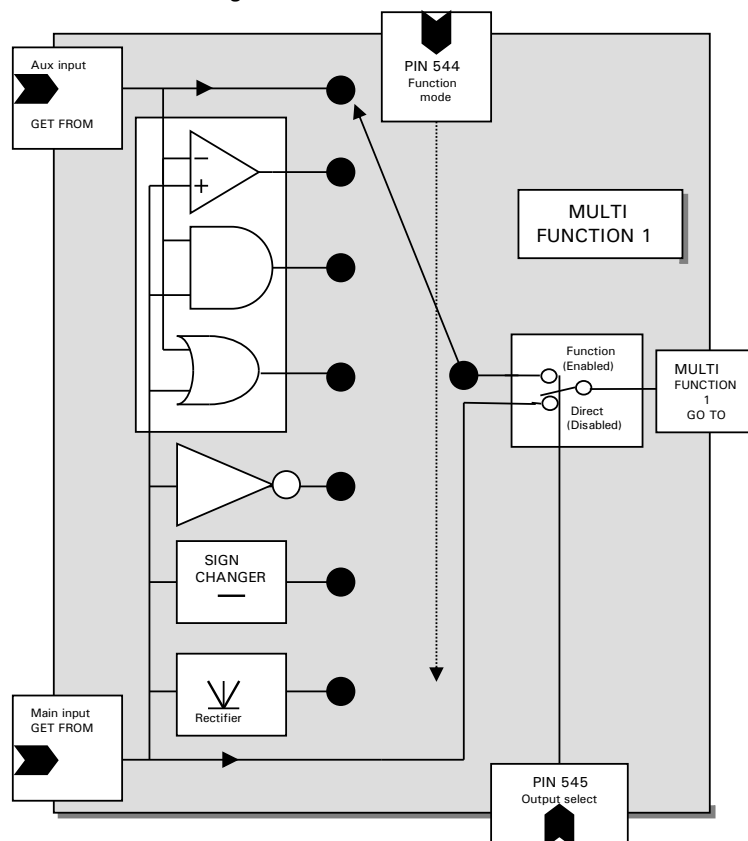 Aux input
GET FROM
PIN 544
Function
mode
MULTI
FUNCTION 1
Function
(Enabled)
Direct
(Disabled)
MULTI
FUNCTION
1
GO TO
SIGN
CHANGER
Rectifier
Main input
GET FROM
PIN 545
Output select